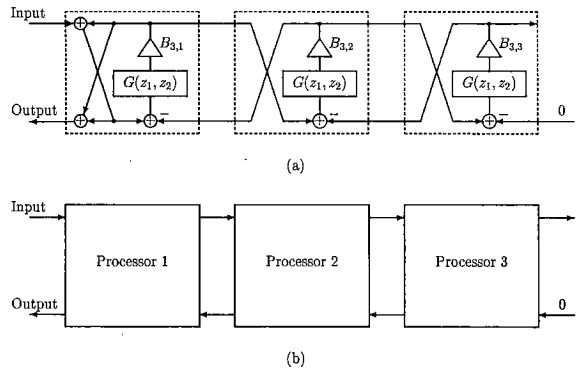 Input
B3,1
B3,2
B3,3
G(z1, z2)
G(z1, z2)
G(z1, z2)
Output
−
−
−
0
(a)
Input
Processor 1
Processor 2
Processor 3
Output
0
(b)